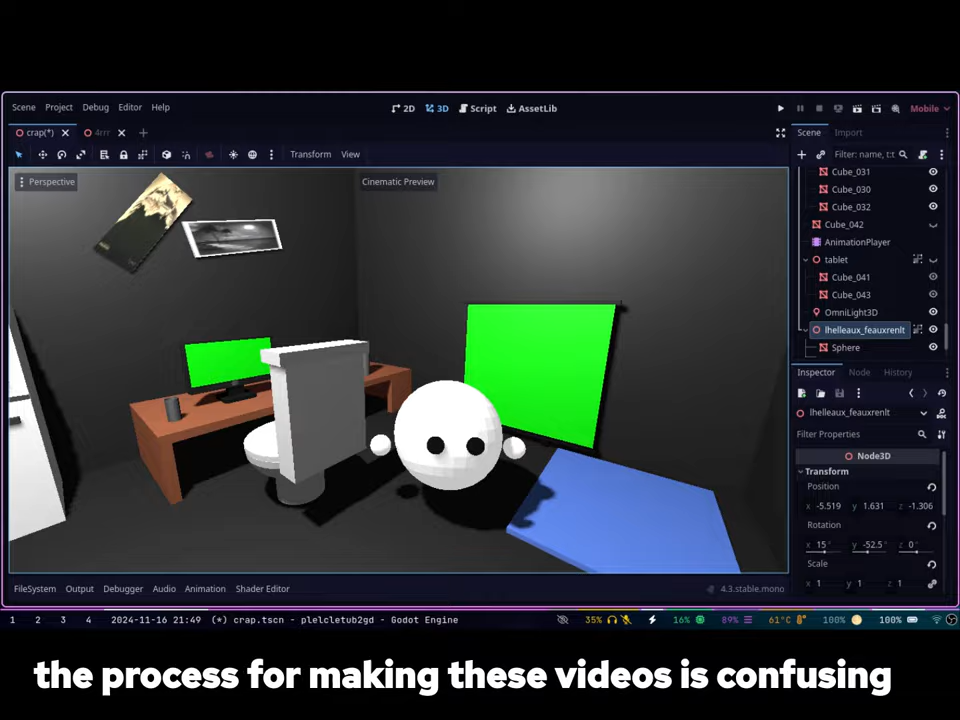 Scene Project Debug Editor Help
2D 3D Script AssetLib
Mobile
crap(*) 4rrr
Scene Import
Transform View
Filter: name, t:t
Perspective
Cinematic Preview
Cube_031
Cube_030
Cube_032
Cube_042
AnimationPlayer
tablet
Cube_041
Cube_043
OmniLight3D
lhelleaux_feauxrenlt
Sphere
Inspector Node History
lhelleaux_feauxrenlt
Filter Properties
Node3D
Transform
Position
x -5.519 y 1.631 z -1.306
Rotation
x 15° y -52.5° z 0°
Scale
x 1 y 1 z 1
FileSystem Output Debugger Audio Animation Shader Editor
4.3.stable.mono
1 2 3 4 2024-11-16 21:49 (*) crap.tscn - plelcletub2gd - Godot Engine
35% 16% 89% 61°C 100% 100%
the process for making these videos is confusing